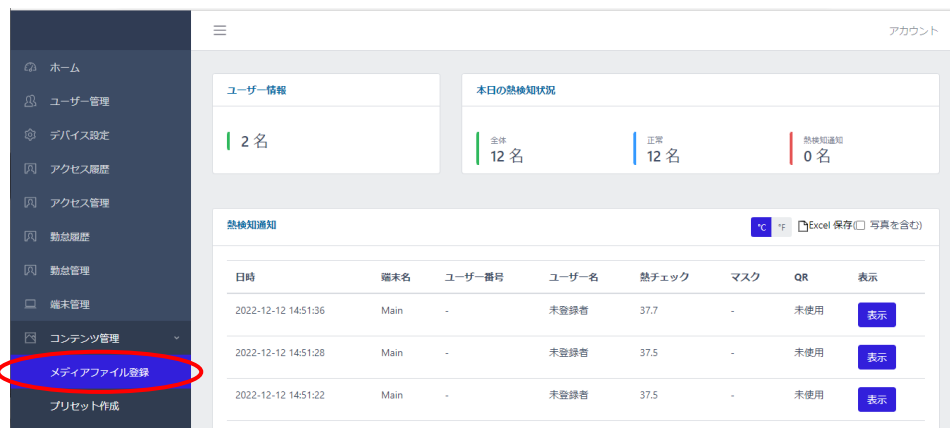 アカウント
ホーム
ユーザー管理
デバイス設定
アクセス履歴
アクセス管理
勤怠履歴
勤怠管理
端末管理
コンテンツ管理
メディアファイル登録
プリセット作成
ユーザー情報
2 名
本日の熱検知状況
全体
12 名
正常
12 名
熱検知通知
0 名
熱検知通知
°C °F Excel 保存(□ 写真を含む)
日時 端末名 ユーザー番号 ユーザー名 熱チェック マスク QR 表示
2022-12-12 14:51:36 Main - 未登録者 37.7 - 未使用 表示
2022-12-12 14:51:28 Main - 未登録者 37.5 - 未使用 表示
2022-12-12 14:51:22 Main - 未登録者 37.5 - 未使用 表示